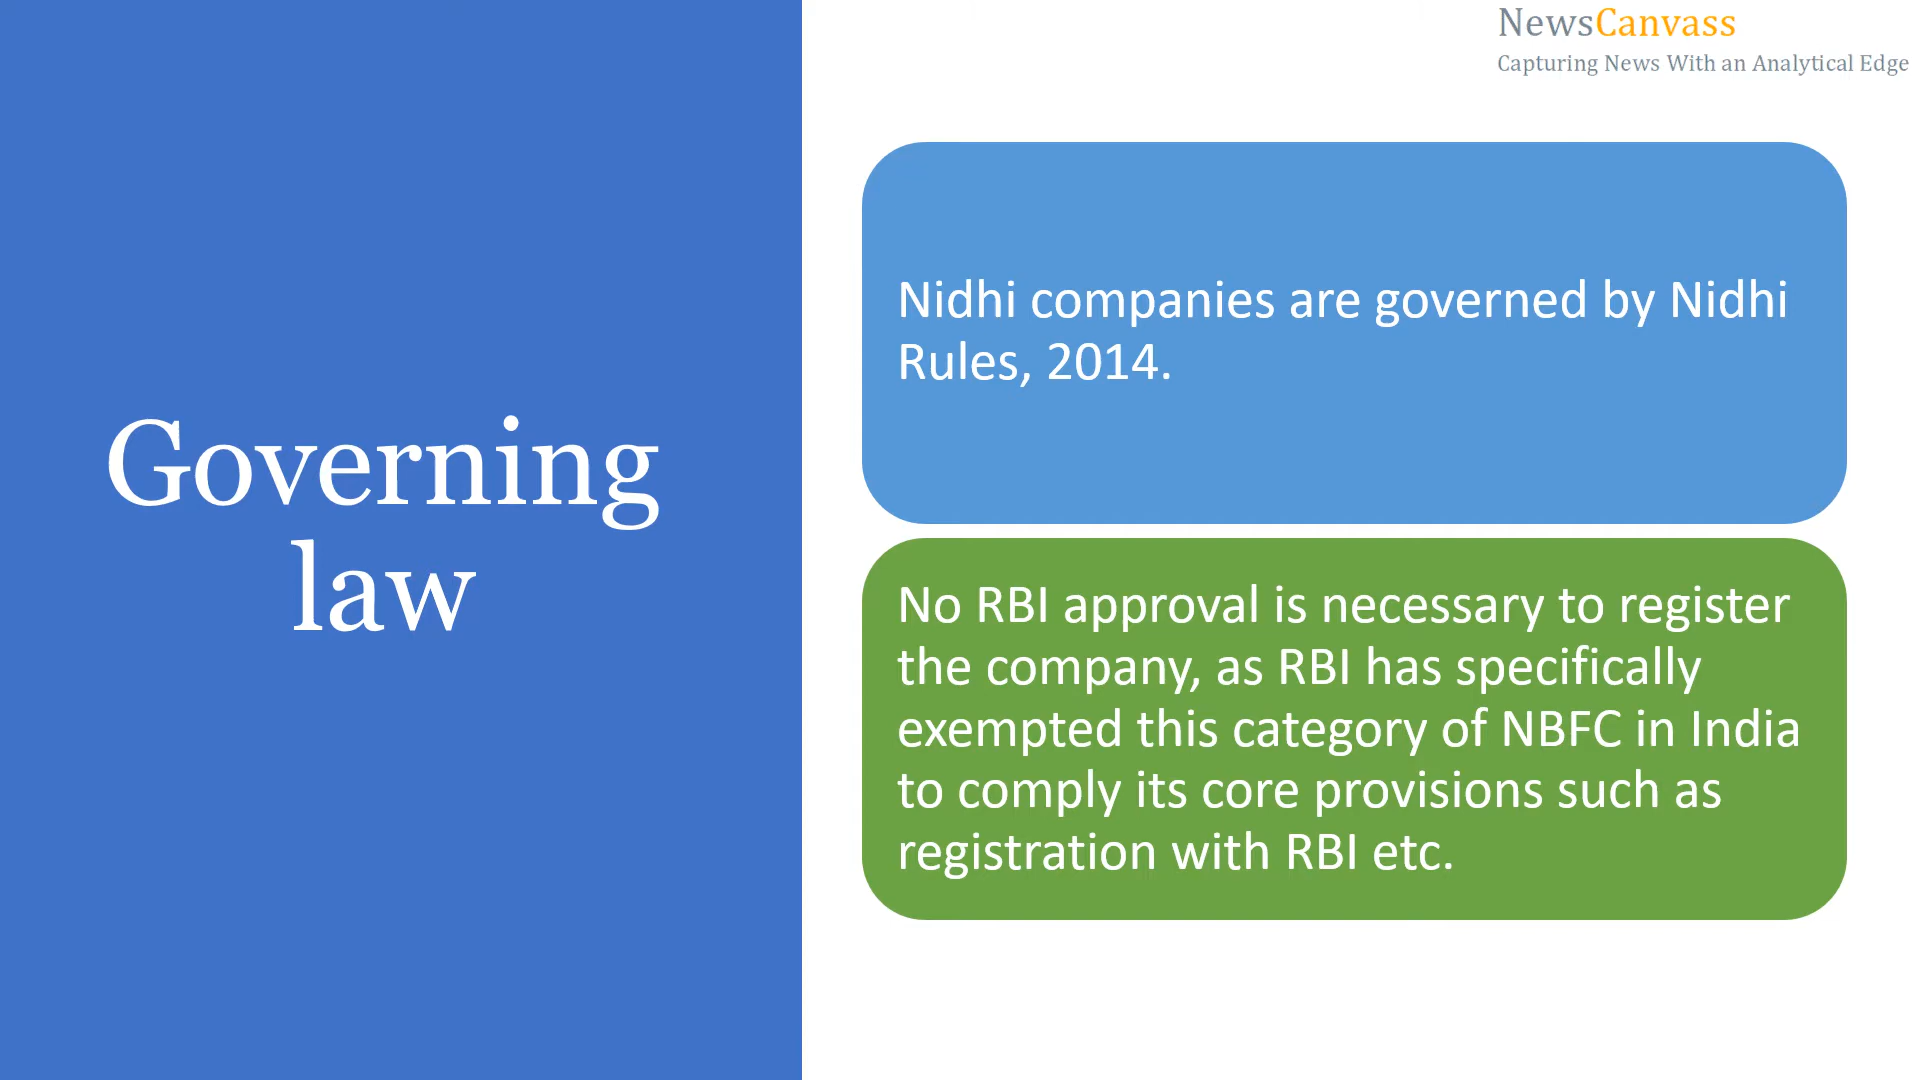 NewsCanvass
Capturing News With an Analytical Edge
Governing
law
Nidhi companies are governed by Nidhi
Rules, 2014.
No RBI approval is necessary to register
the company, as RBI has specifically
exempted this category of NBFC in India
to comply its core provisions such as
registration with RBI etc.